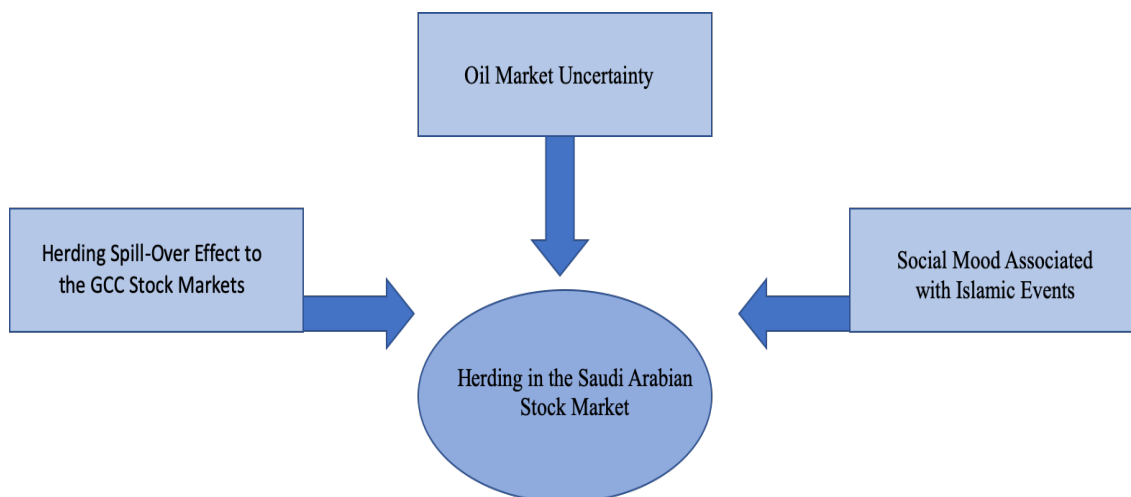 Oil Market Uncertainty
Herding Spill-Over Effect to
the GCC Stock Markets
Social Mood Associated
with Islamic Events
Herding in the Saudi Arabian
Stock Market